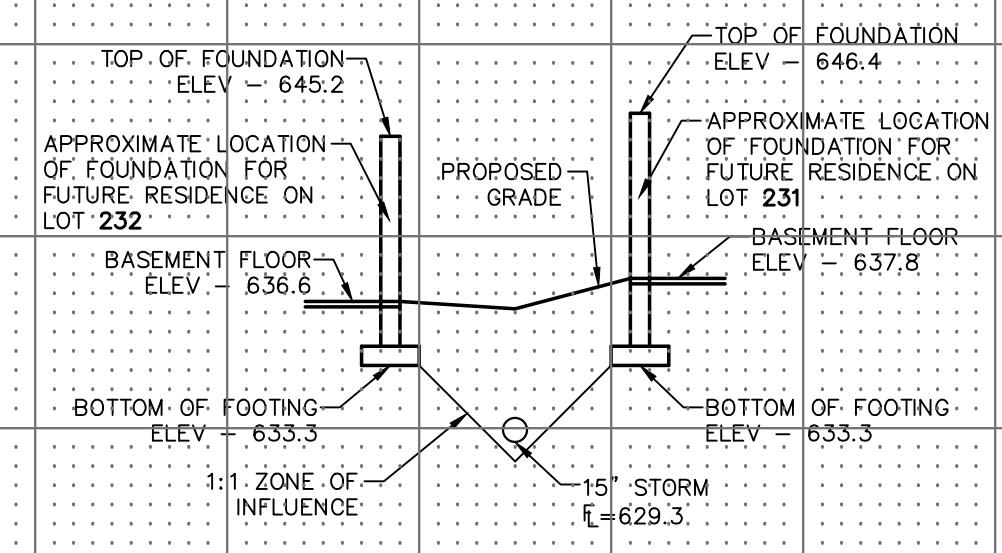 TOP OF FOUNDATION
ELEV - 645.2
TOP OF FOUNDATION
ELEV - 646.4
APPROXIMATE LOCATION
OF FOUNDATION FOR
FUTURE RESIDENCE ON
LOT 232
PROPOSED
GRADE
APPROXIMATE LOCATION
OF FOUNDATION FOR
FUTURE RESIDENCE ON
LOT 231
BASEMENT FLOOR
ELEV - 636.6
BASEMENT FLOOR
ELEV - 637.8
BOTTOM OF FOOTING
ELEV - 633.3
BOTTOM OF FOOTING
ELEV - 633.3
1:1 ZONE OF
INFLUENCE
15" STORM
FL=629.3